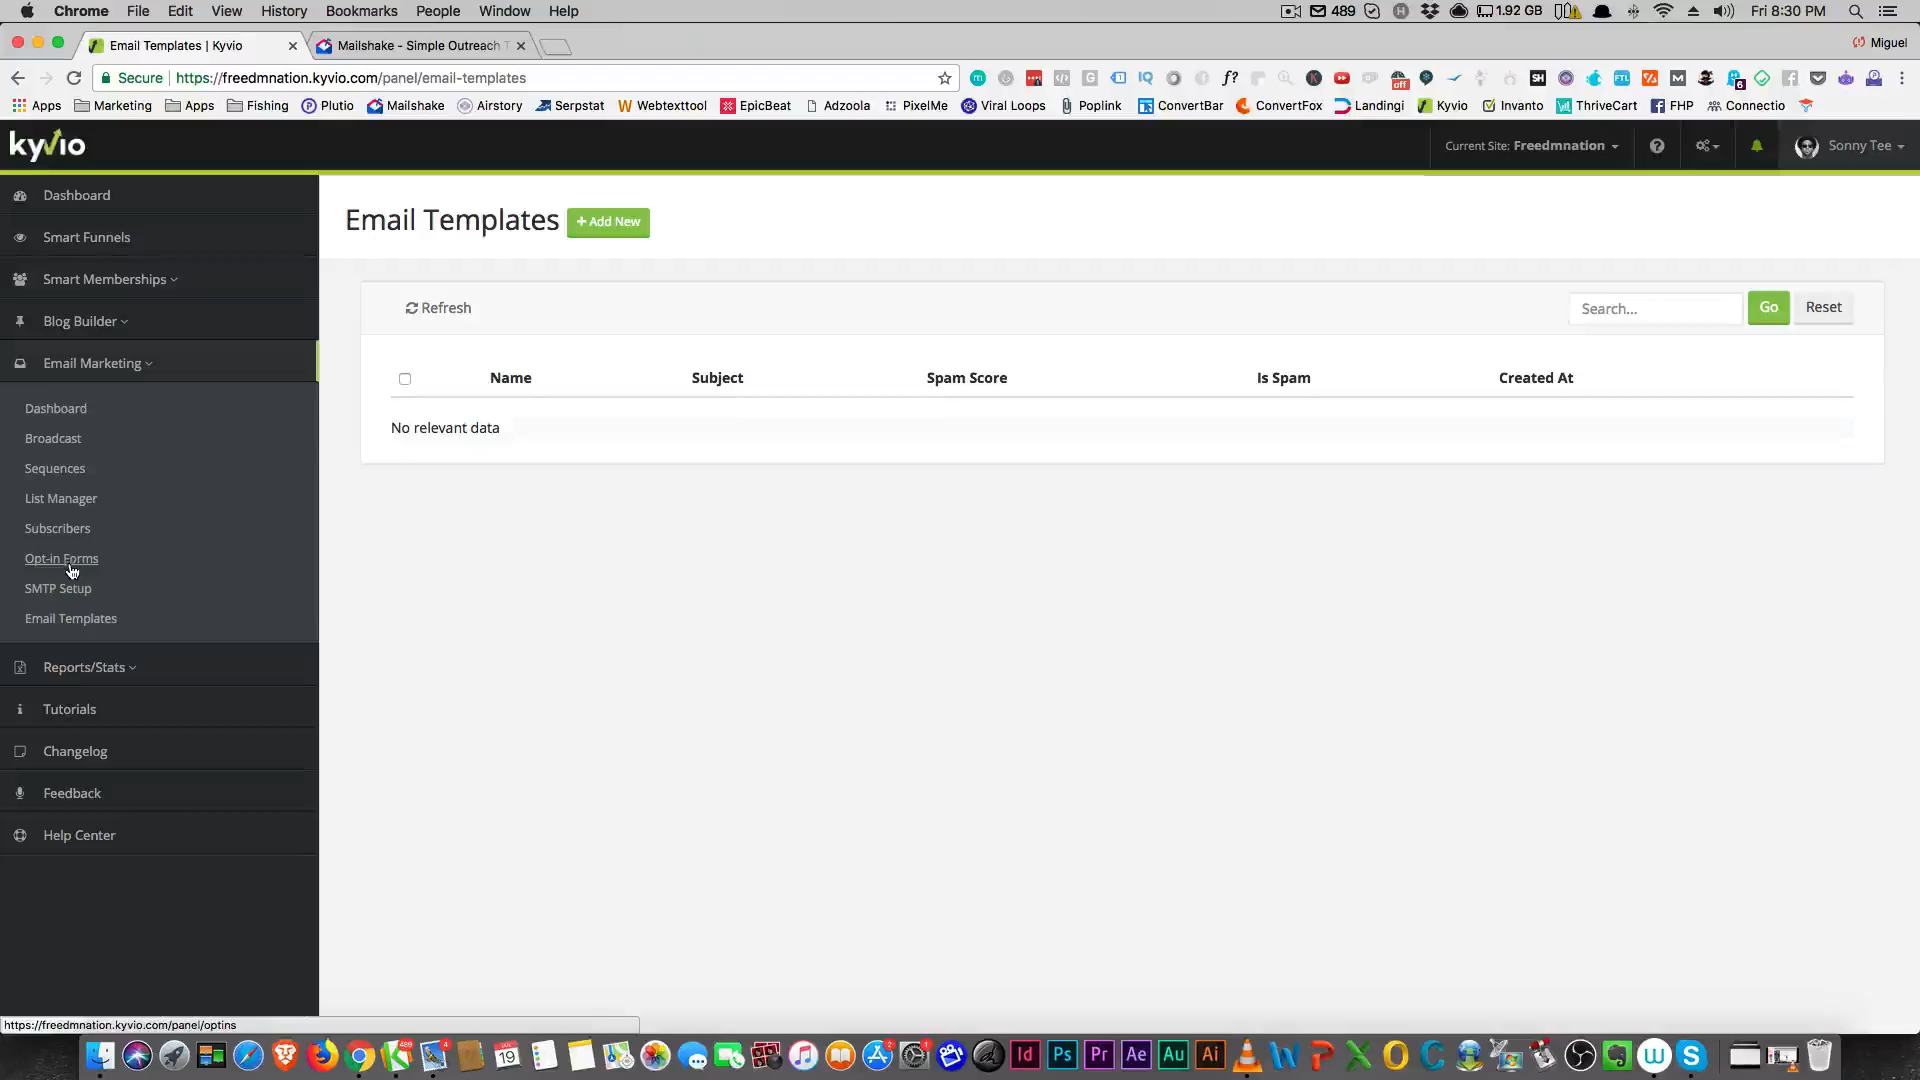 Chrome File Edit View History Bookmarks People Window Help 489 1.92 GB Fri 8:30 PM
Email Templates | Kyvio Mailshake - Simple Outreach T Miguel
Secure https://freedmnation.kyvio.com/panel/email-templates
Apps Marketing Apps Fishing Plutio Mailshake Airstory Serpstat Webtexttool EpicBeat Adzoola PixelMe Viral Loops Poplink ConvertBar ConvertFox Landingi Kyvio Invanto ThriveCart FHP Connectio
kyvio Current Site: Freedmnation Sonny Tee
Dashboard
Smart Funnels
Smart Memberships
Blog Builder
Email Marketing
Dashboard
Broadcast
Sequences
List Manager
Subscribers
Opt-in Forms
SMTP Setup
Email Templates
Reports/Stats
Tutorials
Changelog
Feedback
Help Center
Email Templates + Add New
Refresh Search... Go Reset
Name Subject Spam Score Is Spam Created At
No relevant data
https://freedmnation.kyvio.com/panel/optins